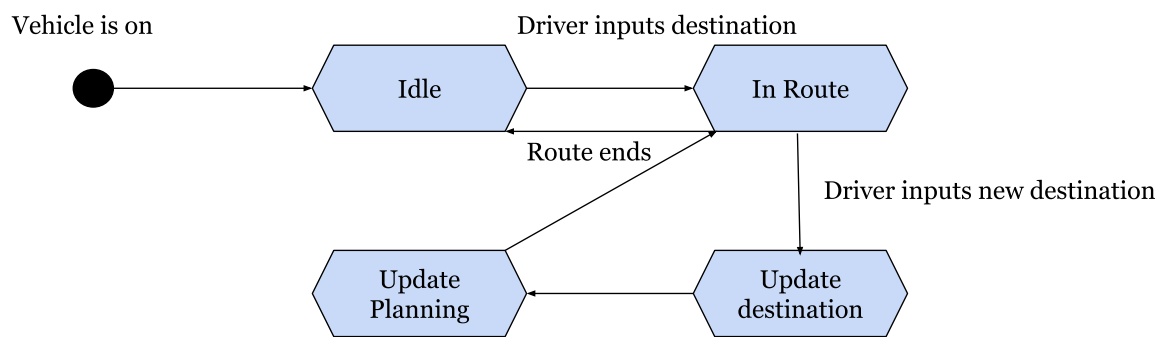 Vehicle is on
Driver inputs destination
Idle
In Route
Route ends
Driver inputs new destination
Update
Planning
Update
destination